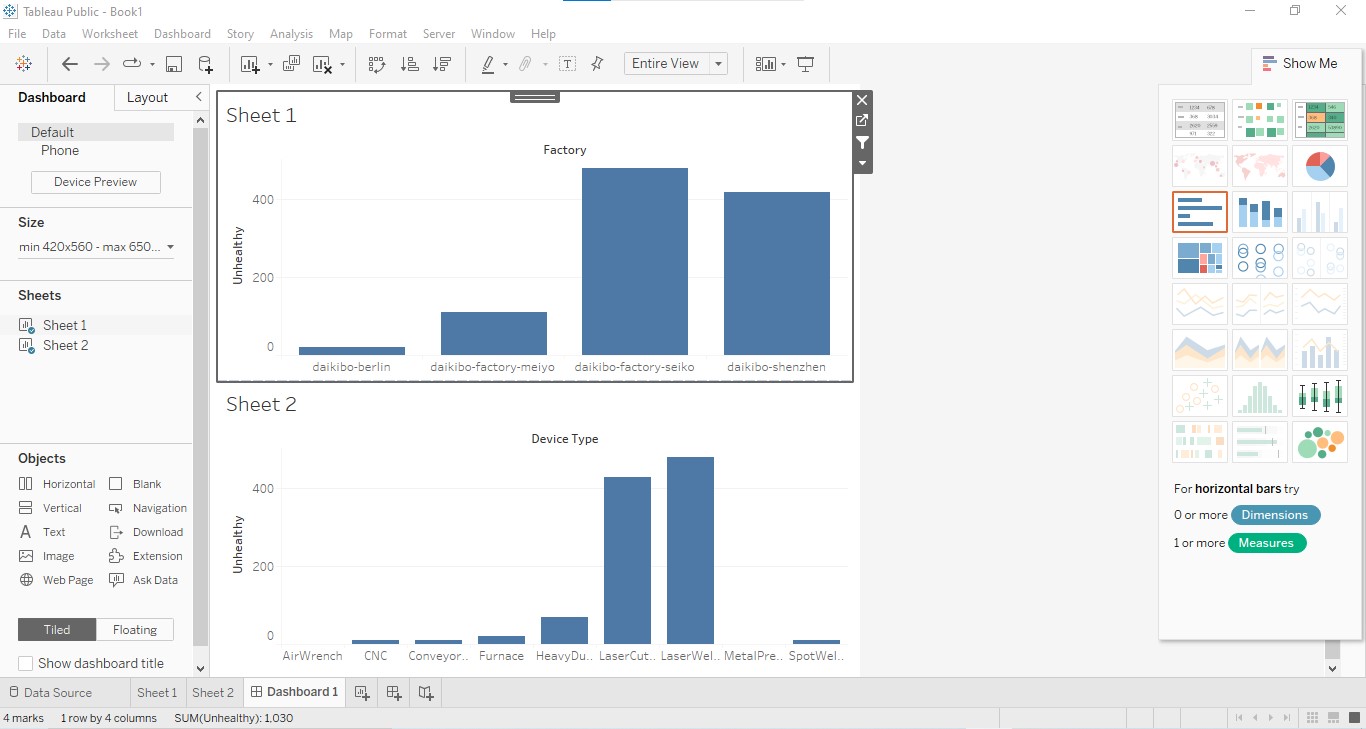 Tableau Public - Book1
File Data Worksheet Dashboard Story Analysis Map Format Server Window Help
Entire View
Show Me
Dashboard Layout
Default
Phone
Device Preview
Size
min 420x560 - max 650...
Sheets
Sheet 1
Sheet 2
Objects
Horizontal Blank
Vertical Navigation
Text Download
Image Extension
Web Page Ask Data
Tiled Floating
Show dashboard title
Sheet 1
Factory
Unhealthy
400
200
0
daikibo-berlin daikibo-factory-meiyo daikibo-factory-seiko daikibo-shenzhen
Sheet 2
Device Type
Unhealthy
400
200
0
AirWrench CNC Conveyor.. Furnace HeavyDu.. LaserCut.. LaserWel.. MetalPre.. SpotWel..
For horizontal bars try
0 or more Dimensions
1 or more Measures
Data Source Sheet 1 Sheet 2 Dashboard 1
4 marks 1 row by 4 columns SUM(Unhealthy): 1,030